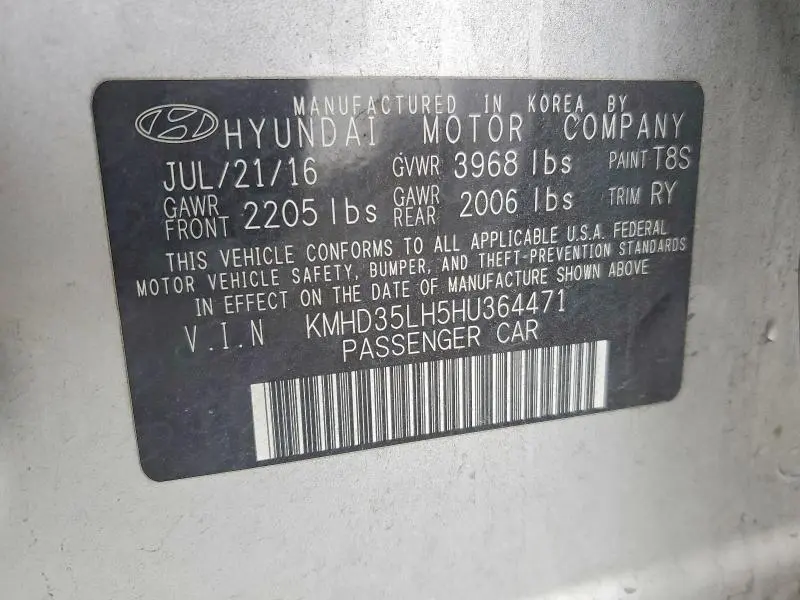 MANUFACTURED IN KOREA BY
HYUNDAI MOTOR COMPANY
JUL/21/16 GVWR 3968 lbs PAINT T8S
GAWR FRONT 2205 lbs GAWR REAR 2006 lbs TRIM RY
THIS VEHICLE CONFORMS TO ALL APPLICABLE U.S.A. FEDERAL
MOTOR VEHICLE SAFETY, BUMPER, AND THEFT-PREVENTION STANDARDS
IN EFFECT ON THE DATE OF MANUFACTURE SHOWN ABOVE
V.I.N KMHD35LH5HU364471
PASSENGER CAR